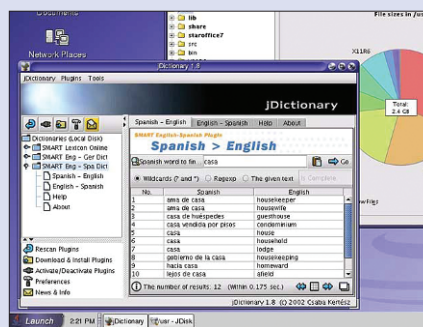 Documents
Network Places
lib
share
staroffice7
src
bin
File sizes in /us
X11R6
Total:
2.4 GB
jDictionary 1.8
jDictionary Plugins Tools
jDictionary
Dictionaries (Local Disk)
SMART Lexicon Online
SMART Eng - Ger Dict
SMART Eng - Spa Dict
Spanish - English
English - Spanish
Help
About
Rescan Plugins
Download & Install Plugins
Activate/Deactivate Plugins
Preferences
News & Info
Spanish - English English - Spanish Help About
SMART English-Spanish Plugin
Spanish > English
Spanish word to fin... casa Go
Wildcards (? and *) Regexp The given text is Complete
No. Spanish English
1 ama de casa housekeeper
2 ama de casa housewife
3 casa de huéspedes guesthouse
4 casa vendida por pisos condominium
5 casa house
6 casa household
7 casa lodge
8 gobierno de la casa housekeeping
9 hacia casa homeward
10 lejos de casa afield
The number of results: 12 (Within 0.175 sec.)
jDictionary 1.8 (C) 2002 Csaba Kertész
Launch 2:21 PM jDictionary /usr - JDisk